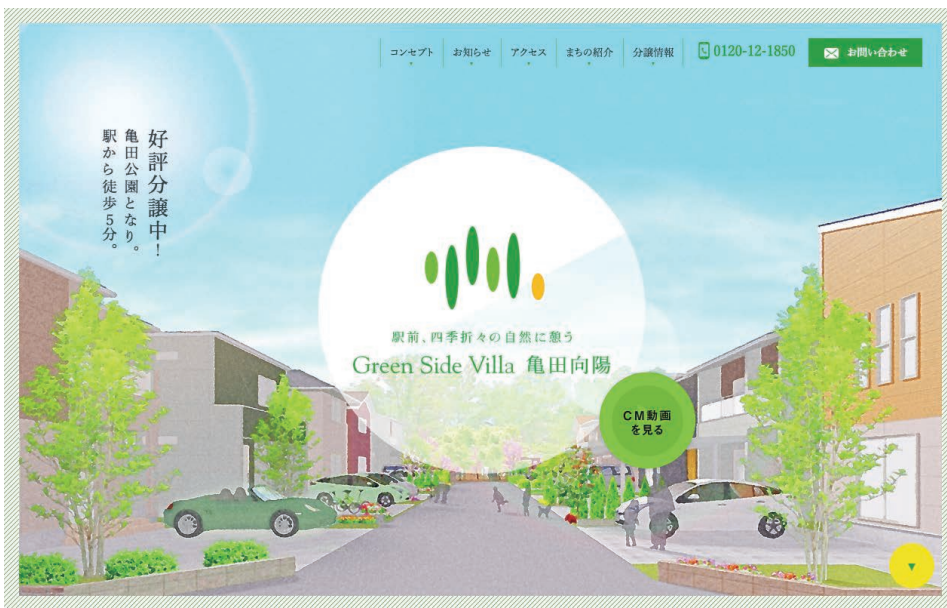 コンセプト
お知らせ
アクセス
まちの紹介
分譲情報
0120-12-1850
お問い合わせ
好評分譲中!
亀田公園となり。
駅から徒歩5分。
駅前、四季折々の自然に憩う
Green Side Villa 亀田向陽
CM動画
を見る